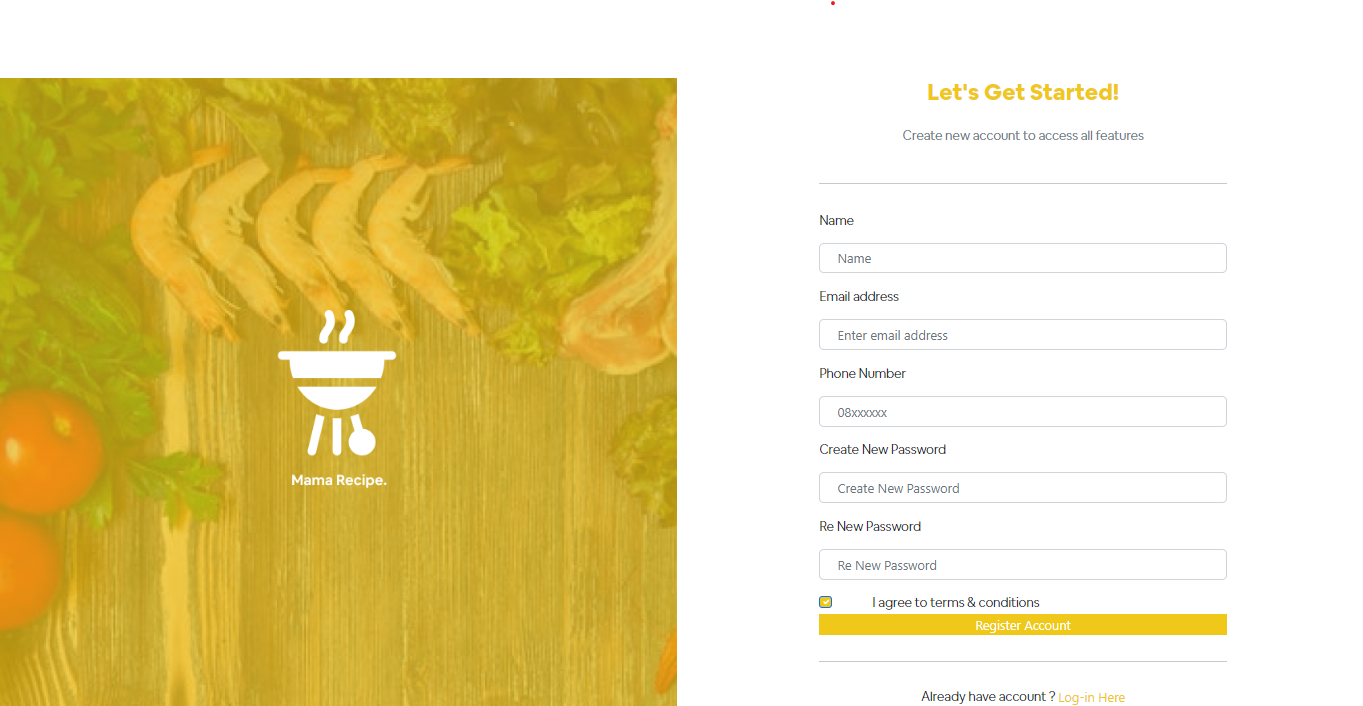 Let's Get Started!
Create new account to access all features
Name
Name
Email address
Enter email address
Phone Number
08xxxxxx
Create New Password
Create New Password
Re New Password
Re New Password
I agree to terms & conditions
Register Account
Already have account ? Log-in Here
Mama Recipe.